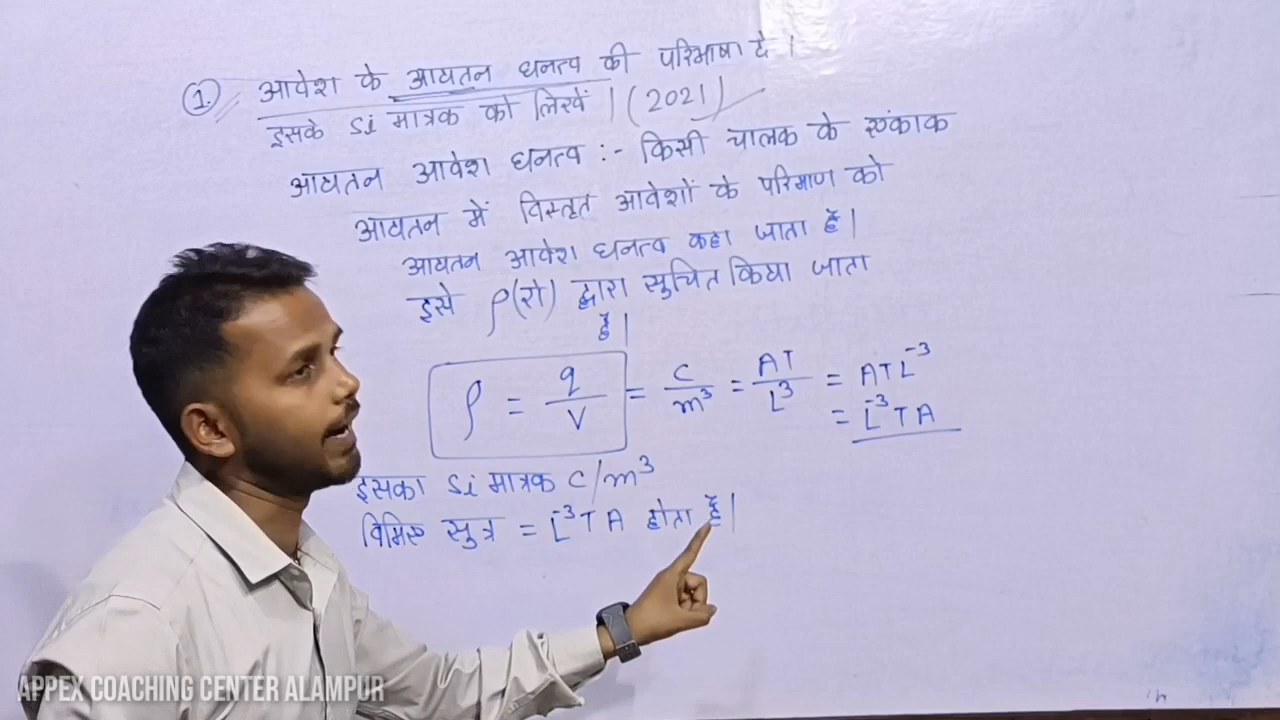 1. आवेश के आयतन घनत्व की परिभाषा दे।
इसके Si मात्रक को लिखें। (2021)
आयतन आवेश घनत्व :- किसी चालक के एंकाक
आयतन में विस्तृत आवेशों के परिमाण को
आयतन आवेश घनत्व कहा जाता है।
इसे ρ(रो) द्वारा सुचित किया जाता
है।
ρ = q/V = C/m³ = AT/L³ = ATL⁻³
= L⁻³TA
इसका Si मात्रक C/m³
विमिए सुत्र = L⁻³TA होता है।
APPEX COACHING CENTER ALAMPUR